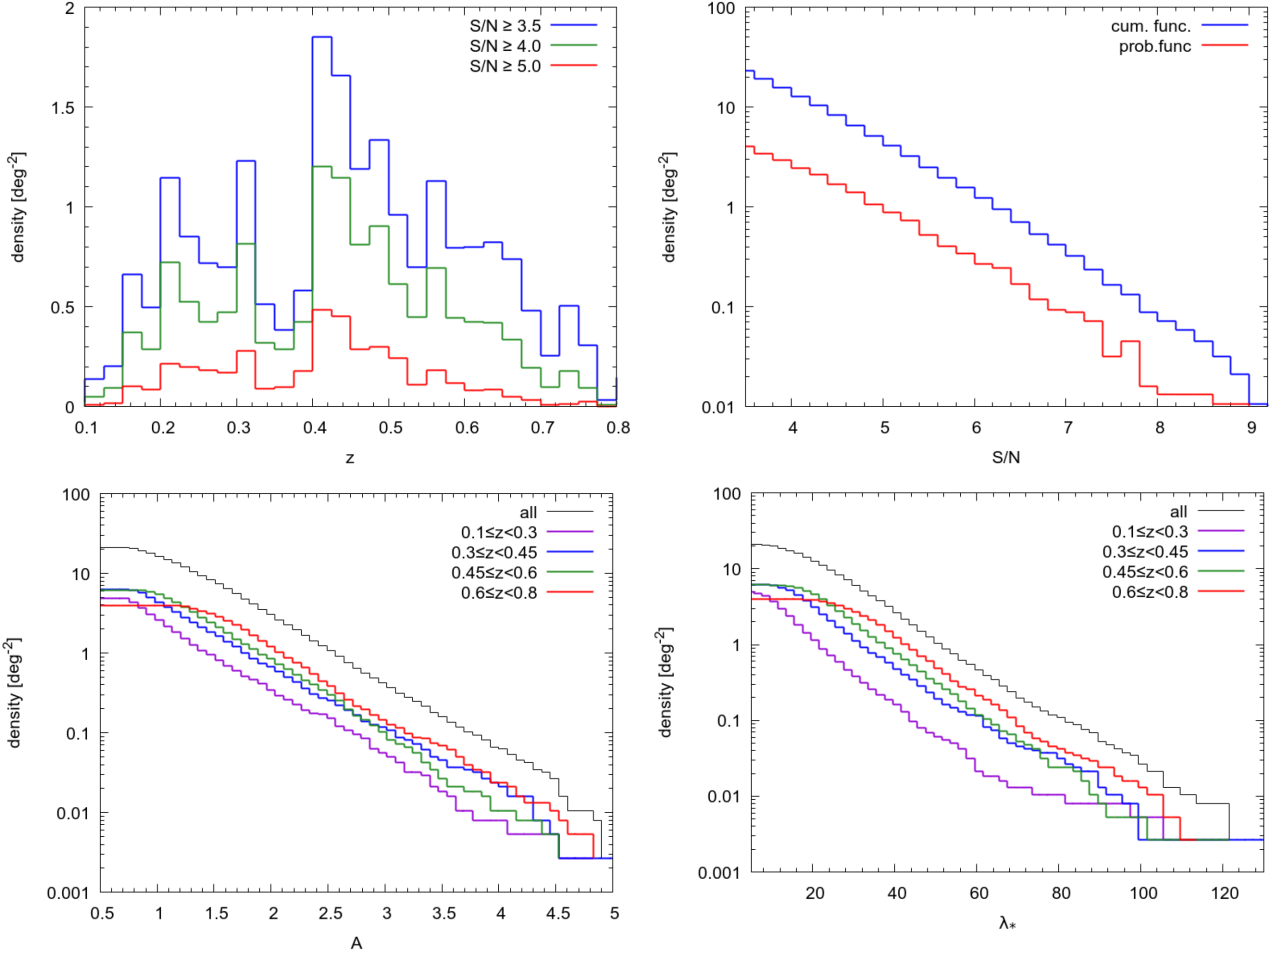 2
1.5
1
0.5
0
density [deg-2]
S/N ≥ 3.5
S/N ≥ 4.0
S/N ≥ 5.0
0.1 0.2 0.3 0.4 0.5 0.6 0.7 0.8
z
100
10
1
0.1
0.01
density [deg-2]
cum. func.
prob.func
4 5 6 7 8 9
S/N
100
10
1
0.1
0.01
0.001
density [deg-2]
all
0.1≤z<0.3
0.3≤z<0.45
0.45≤z<0.6
0.6≤z<0.8
0.5 1 1.5 2 2.5 3 3.5 4 4.5 5
A
100
10
1
0.1
0.01
0.001
density [deg-2]
all
0.1≤z<0.3
0.3≤z<0.45
0.45≤z<0.6
0.6≤z<0.8
20 40 60 80 100 120
λ*